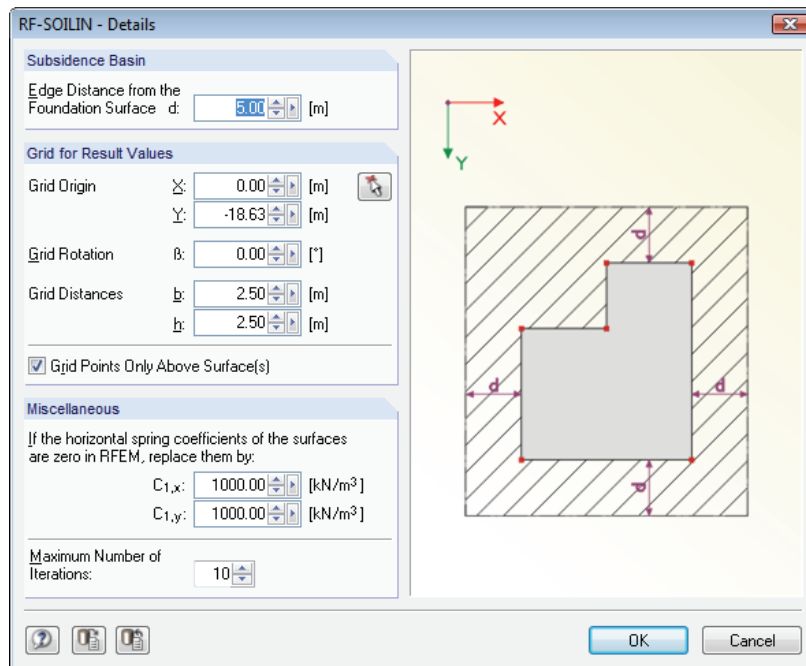 RF-SOILIN - Details
Subsidence Basin
Edge Distance from the
Foundation Surface d: 5.00 [m]
Grid for Result Values
Grid Origin X: 0.00 [m]
Y: -18.63 [m]
Grid Rotation ß: 0.00 [°]
Grid Distances b: 2.50 [m]
h: 2.50 [m]
Grid Points Only Above Surface(s)
Miscellaneous
If the horizontal spring coefficients of the surfaces
are zero in RFEM, replace them by:
C1,x: 1000.00 [kN/m³]
C1,y: 1000.00 [kN/m³]
Maximum Number of
Iterations: 10
X
Y
d
d
d
d
OK Cancel